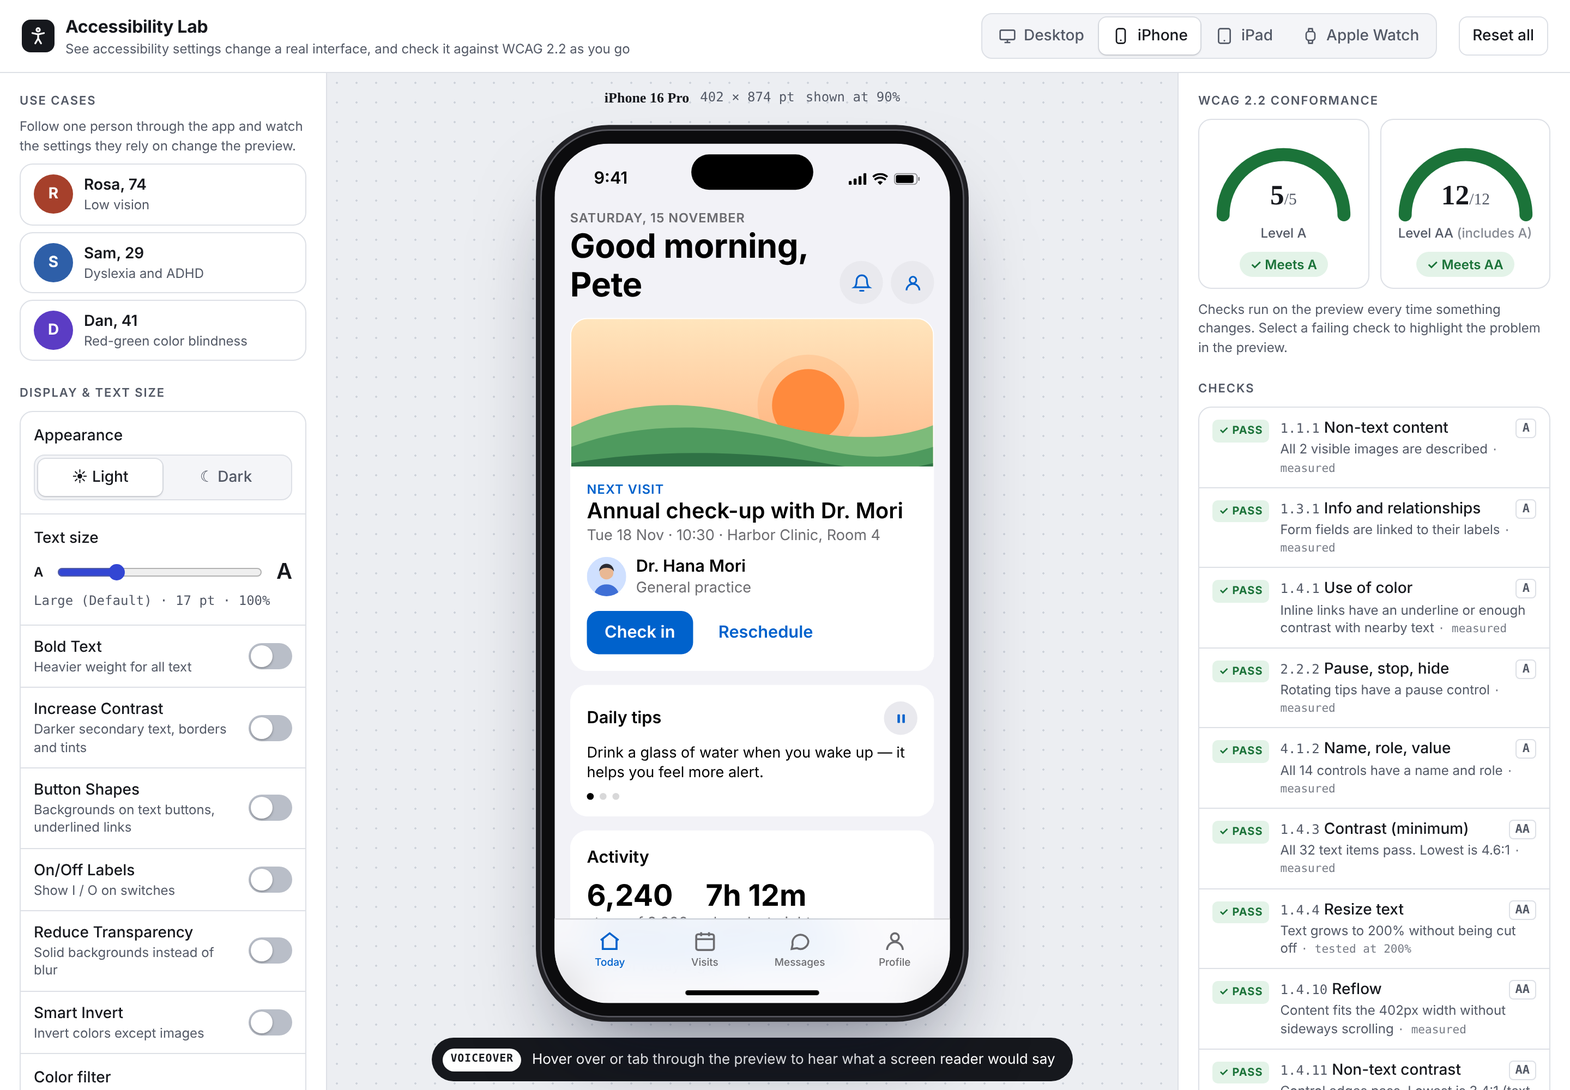 Accessibility Lab
See accessibility settings change a real interface, and check it against WCAG 2.2 as you go
Desktop
iPhone
iPad
Apple Watch
Reset all
USE CASES
Follow one person through the app and watch
the settings they rely on change the preview.
R
Rosa, 74
Low vision
S
Sam, 29
Dyslexia and ADHD
D
Dan, 41
Red-green color blindness
DISPLAY & TEXT SIZE
Appearance
Light
Dark
Text size
A
A
Large (Default) · 17 pt · 100%
Bold Text
Heavier weight for all text
Increase Contrast
Darker secondary text, borders
and tints
Button Shapes
Backgrounds on text buttons,
underlined links
On/Off Labels
Show I / O on switches
Reduce Transparency
Solid backgrounds instead of
blur
Smart Invert
Invert colors except images
Color filter
iPhone 16 Pro 402 × 874 pt shown at 90%
9:41
SATURDAY, 15 NOVEMBER
Good morning,
Pete
NEXT VISIT
Annual check-up with Dr. Mori
Tue 18 Nov · 10:30 · Harbor Clinic, Room 4
Dr. Hana Mori
General practice
Check in
Reschedule
Daily tips
Drink a glass of water when you wake up — it
helps you feel more alert.
Activity
6,240
7h 12m
Today
Visits
Messages
Profile
VOICEOVER
Hover over or tab through the preview to hear what a screen reader would say
WCAG 2.2 CONFORMANCE
5/5
Level A
✓ Meets A
12/12
Level AA (includes A)
✓ Meets AA
Checks run on the preview every time something
changes. Select a failing check to highlight the problem
in the preview.
CHECKS
✓ PASS
1.1.1 Non-text content
A
All 2 visible images are described ·
measured
✓ PASS
1.3.1 Info and relationships
A
Form fields are linked to their labels ·
measured
✓ PASS
1.4.1 Use of color
A
Inline links have an underline or enough
contrast with nearby text · measured
✓ PASS
2.2.2 Pause, stop, hide
A
Rotating tips have a pause control ·
measured
✓ PASS
4.1.2 Name, role, value
A
All 14 controls have a name and role ·
measured
✓ PASS
1.4.3 Contrast (minimum)
AA
All 32 text items pass. Lowest is 4.6:1 ·
measured
✓ PASS
1.4.4 Resize text
AA
Text grows to 200% without being cut
off · tested at 200%
✓ PASS
1.4.10 Reflow
AA
Content fits the 402px width without
sideways scrolling · measured
✓ PASS
1.4.11 Non-text contrast
AA